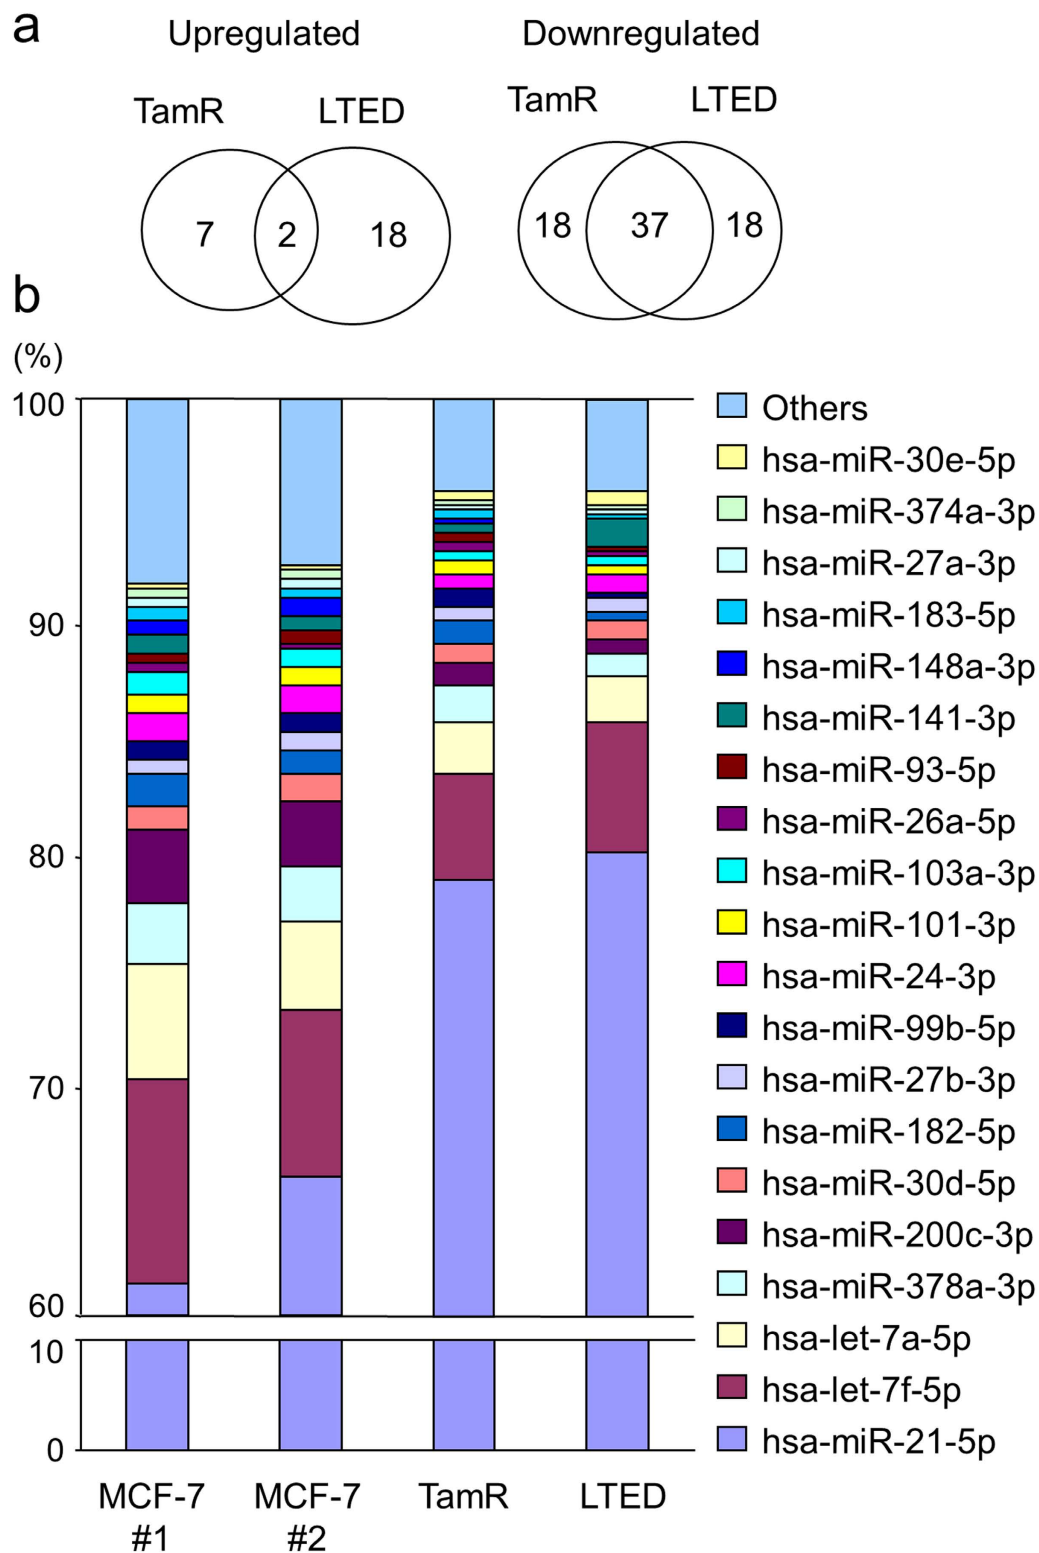 a
Upregulated
Downregulated
TamR
LTED
TamR
LTED
7
2
18
18
37
18
b
(%)
100
90
80
70
60
10
0
Others
hsa-miR-30e-5p
hsa-miR-374a-3p
hsa-miR-27a-3p
hsa-miR-183-5p
hsa-miR-148a-3p
hsa-miR-141-3p
hsa-miR-93-5p
hsa-miR-26a-5p
hsa-miR-103a-3p
hsa-miR-101-3p
hsa-miR-24-3p
hsa-miR-99b-5p
hsa-miR-27b-3p
hsa-miR-182-5p
hsa-miR-30d-5p
hsa-miR-200c-3p
hsa-miR-378a-3p
hsa-let-7a-5p
hsa-let-7f-5p
hsa-miR-21-5p
MCF-7
#1
MCF-7
#2
TamR
LTED